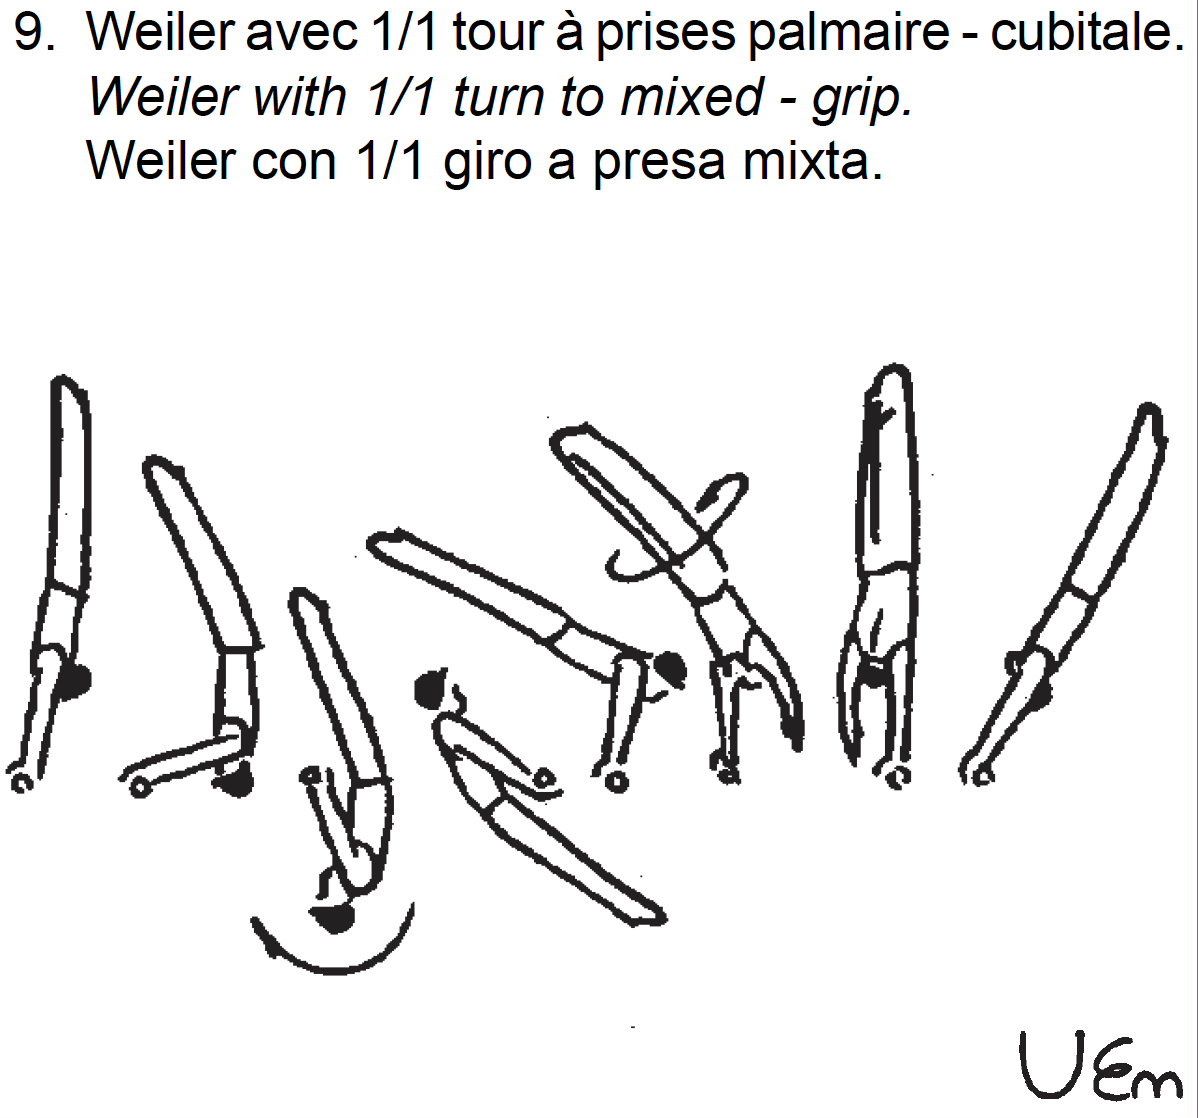 9. Weiler avec 1/1 tour à prises palmaire - cubitale.
Weiler with 1/1 turn to mixed - grip.
Weiler con 1/1 giro a presa mixta.